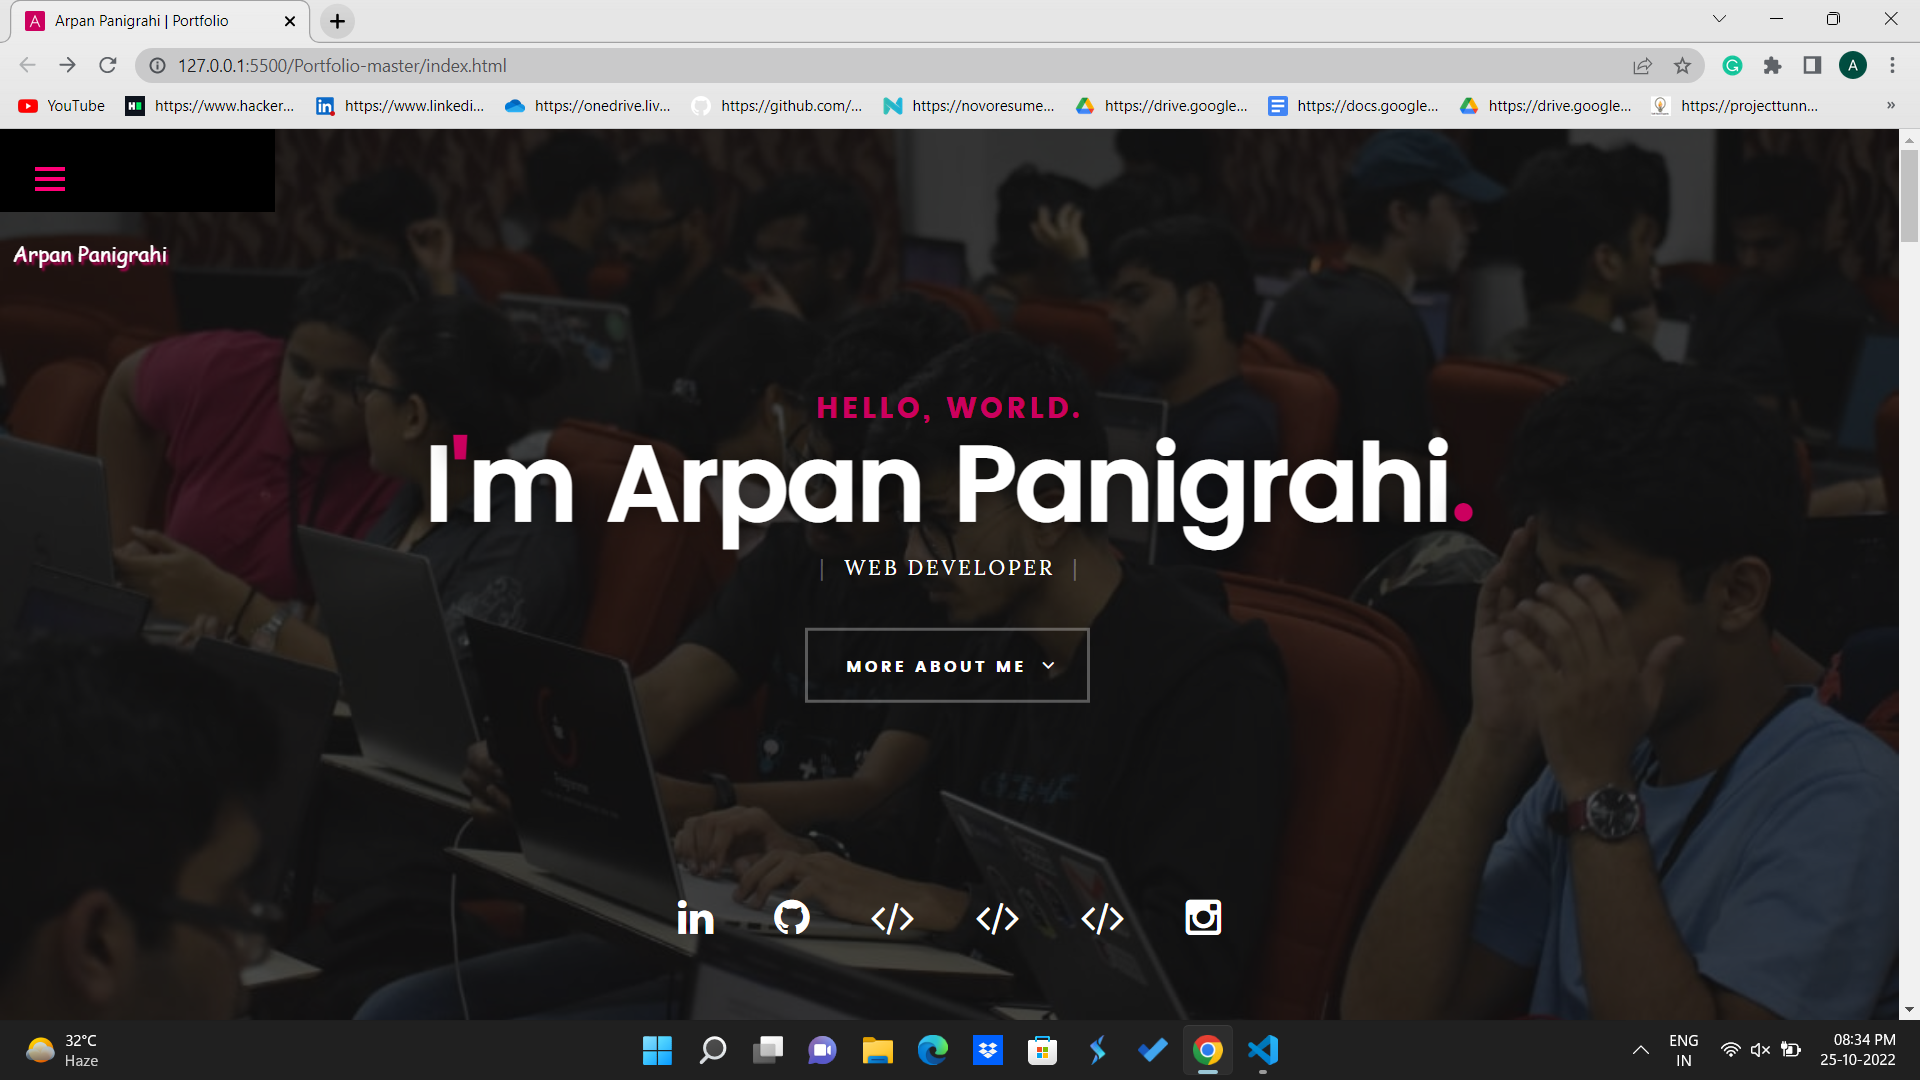 Arpan Panigrahi | Portfolio
127.0.0.1:5500/Portfolio-master/index.html
A
YouTube
https://www.hacker...
https://www.linkedi...
https://onedrive.liv...
https://github.com/...
https://novoresume...
https://drive.google...
https://docs.google...
https://drive.google...
https://projecttunn...
»
Arpan Panigrahi
HELLO, WORLD.
I'm Arpan Panigrahi.
| WEB DEVELOPER |
MORE ABOUT ME
32°C
Haze
ENG
IN
08:34 PM
25-10-2022